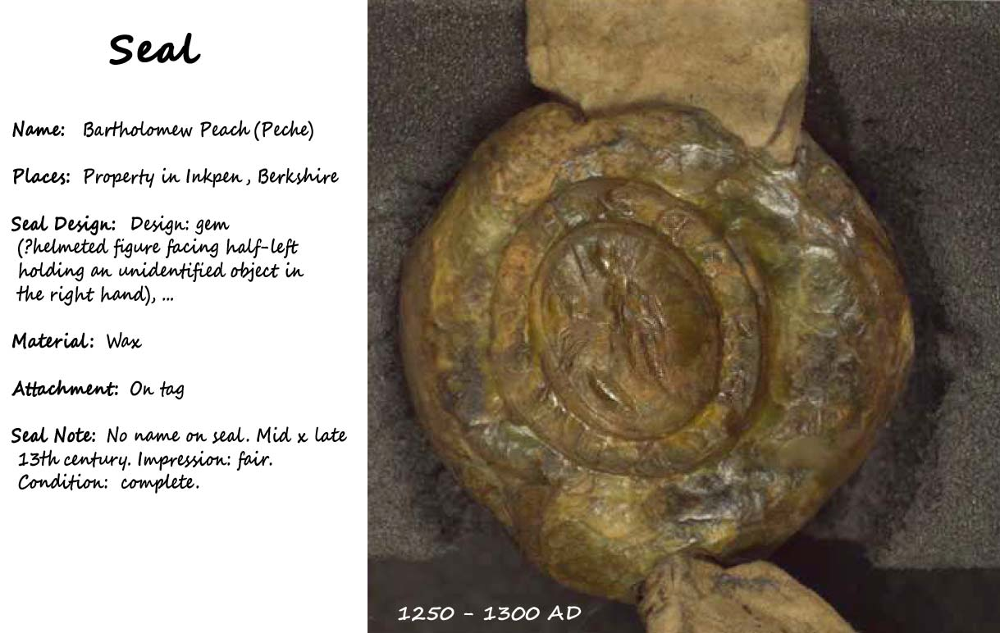 Seal
Name: Bartholomew Peach (Peche)
Places: Property in Inkpen, Berkshire
Seal Design: Design: gem
(?helmeted figure facing half-left
holding an unidentified object in
the right hand), ...
Material: Wax
Attachment: On tag
Seal Note: No name on seal. Mid x late
13th century. Impression: fair.
Condition: complete.
1250 - 1300 AD